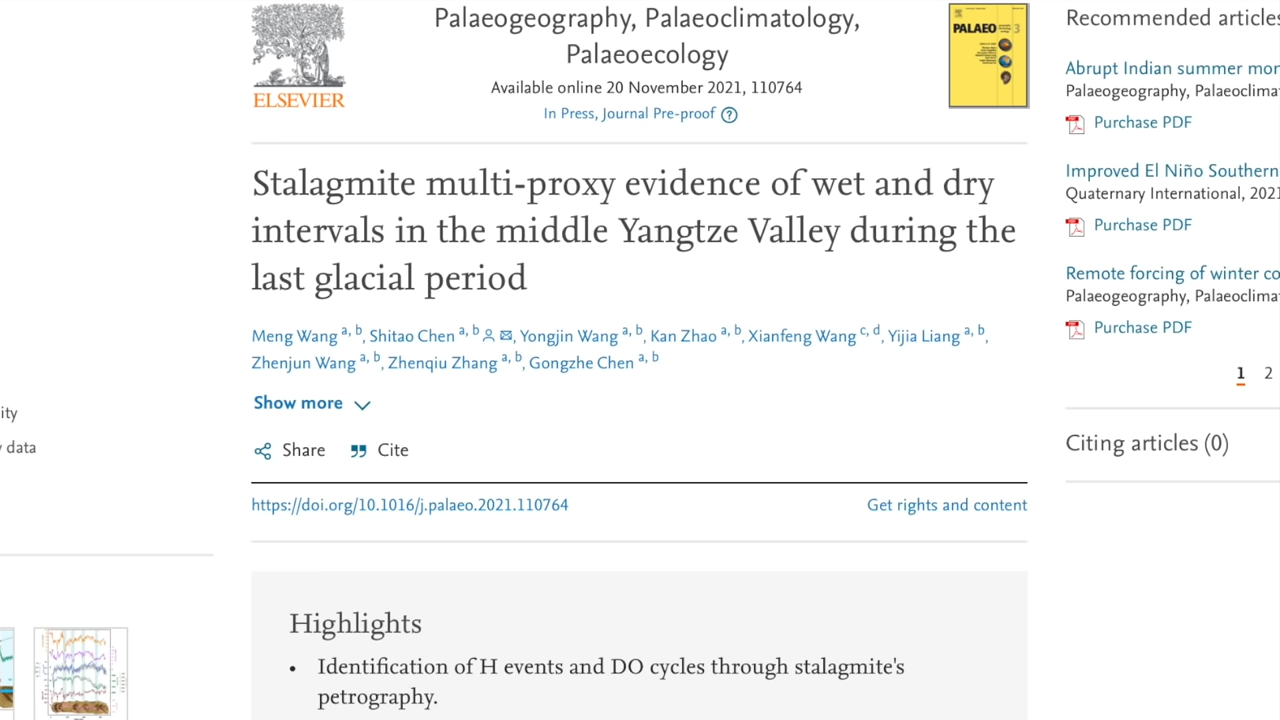 ELSEVIER
Palaeogeography, Palaeoclimatology,
Palaeoecology
Available online 20 November 2021, 110764
In Press, Journal Pre-proof ?
PALAEO 3
Stalagmite multi-proxy evidence of wet and dry
intervals in the middle Yangtze Valley during the
last glacial period
Meng Wang a, b, Shitao Chen a, b, Yongjin Wang a, b, Kan Zhao a, b, Xianfeng Wang c, d, Yijia Liang a, b,
Zhenjun Wang a, b, Zhenqiu Zhang a, b, Gongzhe Chen a, b
Show more
Share Cite
https://doi.org/10.1016/j.palaeo.2021.110764 Get rights and content
Highlights
• Identification of H events and DO cycles through stalagmite's
petrography.
ity
data
Recommended articles
Abrupt Indian summer mon
Palaeogeography, Palaeoclima
Purchase PDF
Improved El Niño Southern
Quaternary International, 2021
Purchase PDF
Remote forcing of winter co
Palaeogeography, Palaeoclima
Purchase PDF
1 2
Citing articles (0)